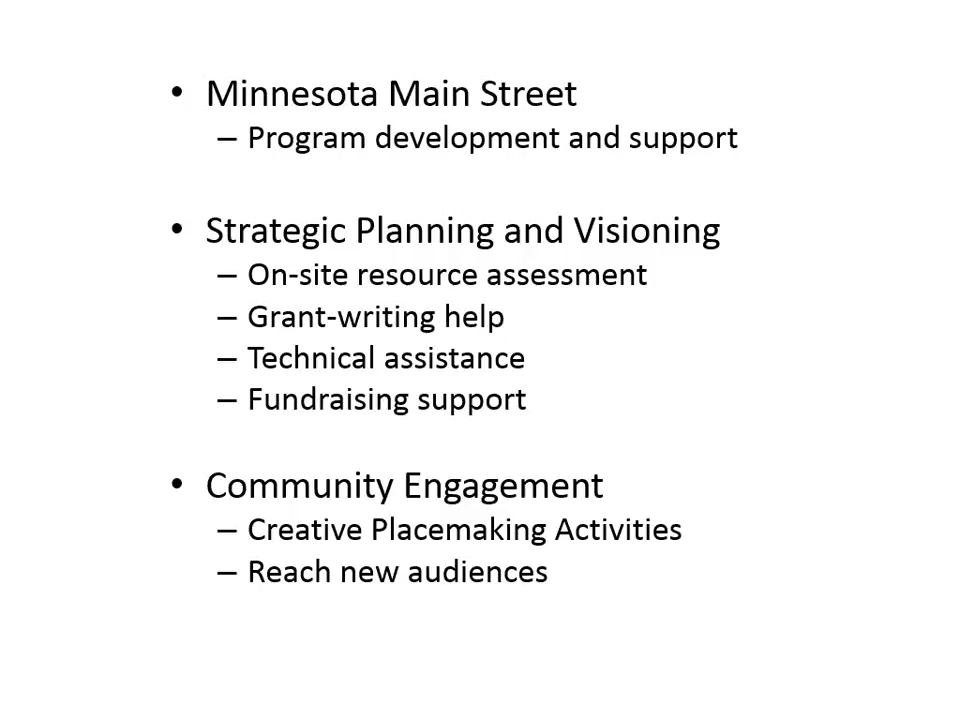 • Minnesota Main Street
– Program development and support
• Strategic Planning and Visioning
– On-site resource assessment
– Grant-writing help
– Technical assistance
– Fundraising support
• Community Engagement
– Creative Placemaking Activities
– Reach new audiences